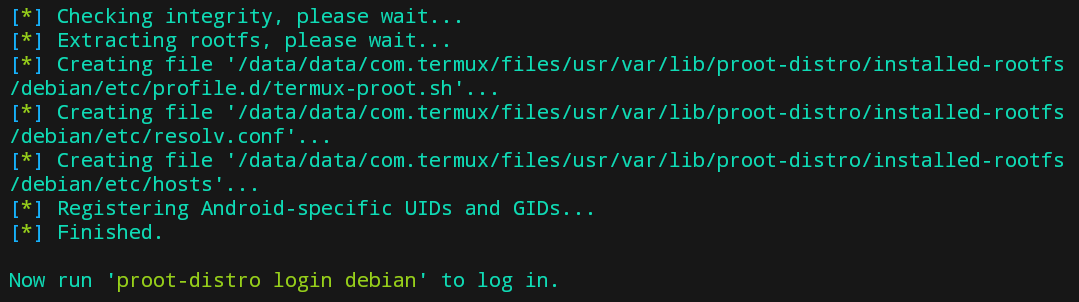 [*] Checking integrity, please wait...
[*] Extracting rootfs, please wait...
[*] Creating file '/data/data/com.termux/files/usr/var/lib/proot-distro/installed-rootfs
/debian/etc/profile.d/termux-proot.sh'...
[*] Creating file '/data/data/com.termux/files/usr/var/lib/proot-distro/installed-rootfs
/debian/etc/resolv.conf'...
[*] Creating file '/data/data/com.termux/files/usr/var/lib/proot-distro/installed-rootfs
/debian/etc/hosts'...
[*] Registering Android-specific UIDs and GIDs...
[*] Finished.
Now run 'proot-distro login debian' to log in.